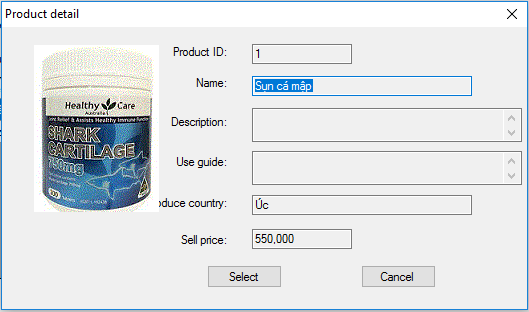 Product detail
Product ID:
1
Name:
Sụn cá mập
Description:
Use guide:
oduce country:
Úc
Sell price:
550,000
Select
Cancel
Healthy Care
Australia
Joint Relief & Assists Healthy Immune Function
SHARK
CARTILAGE
750mg